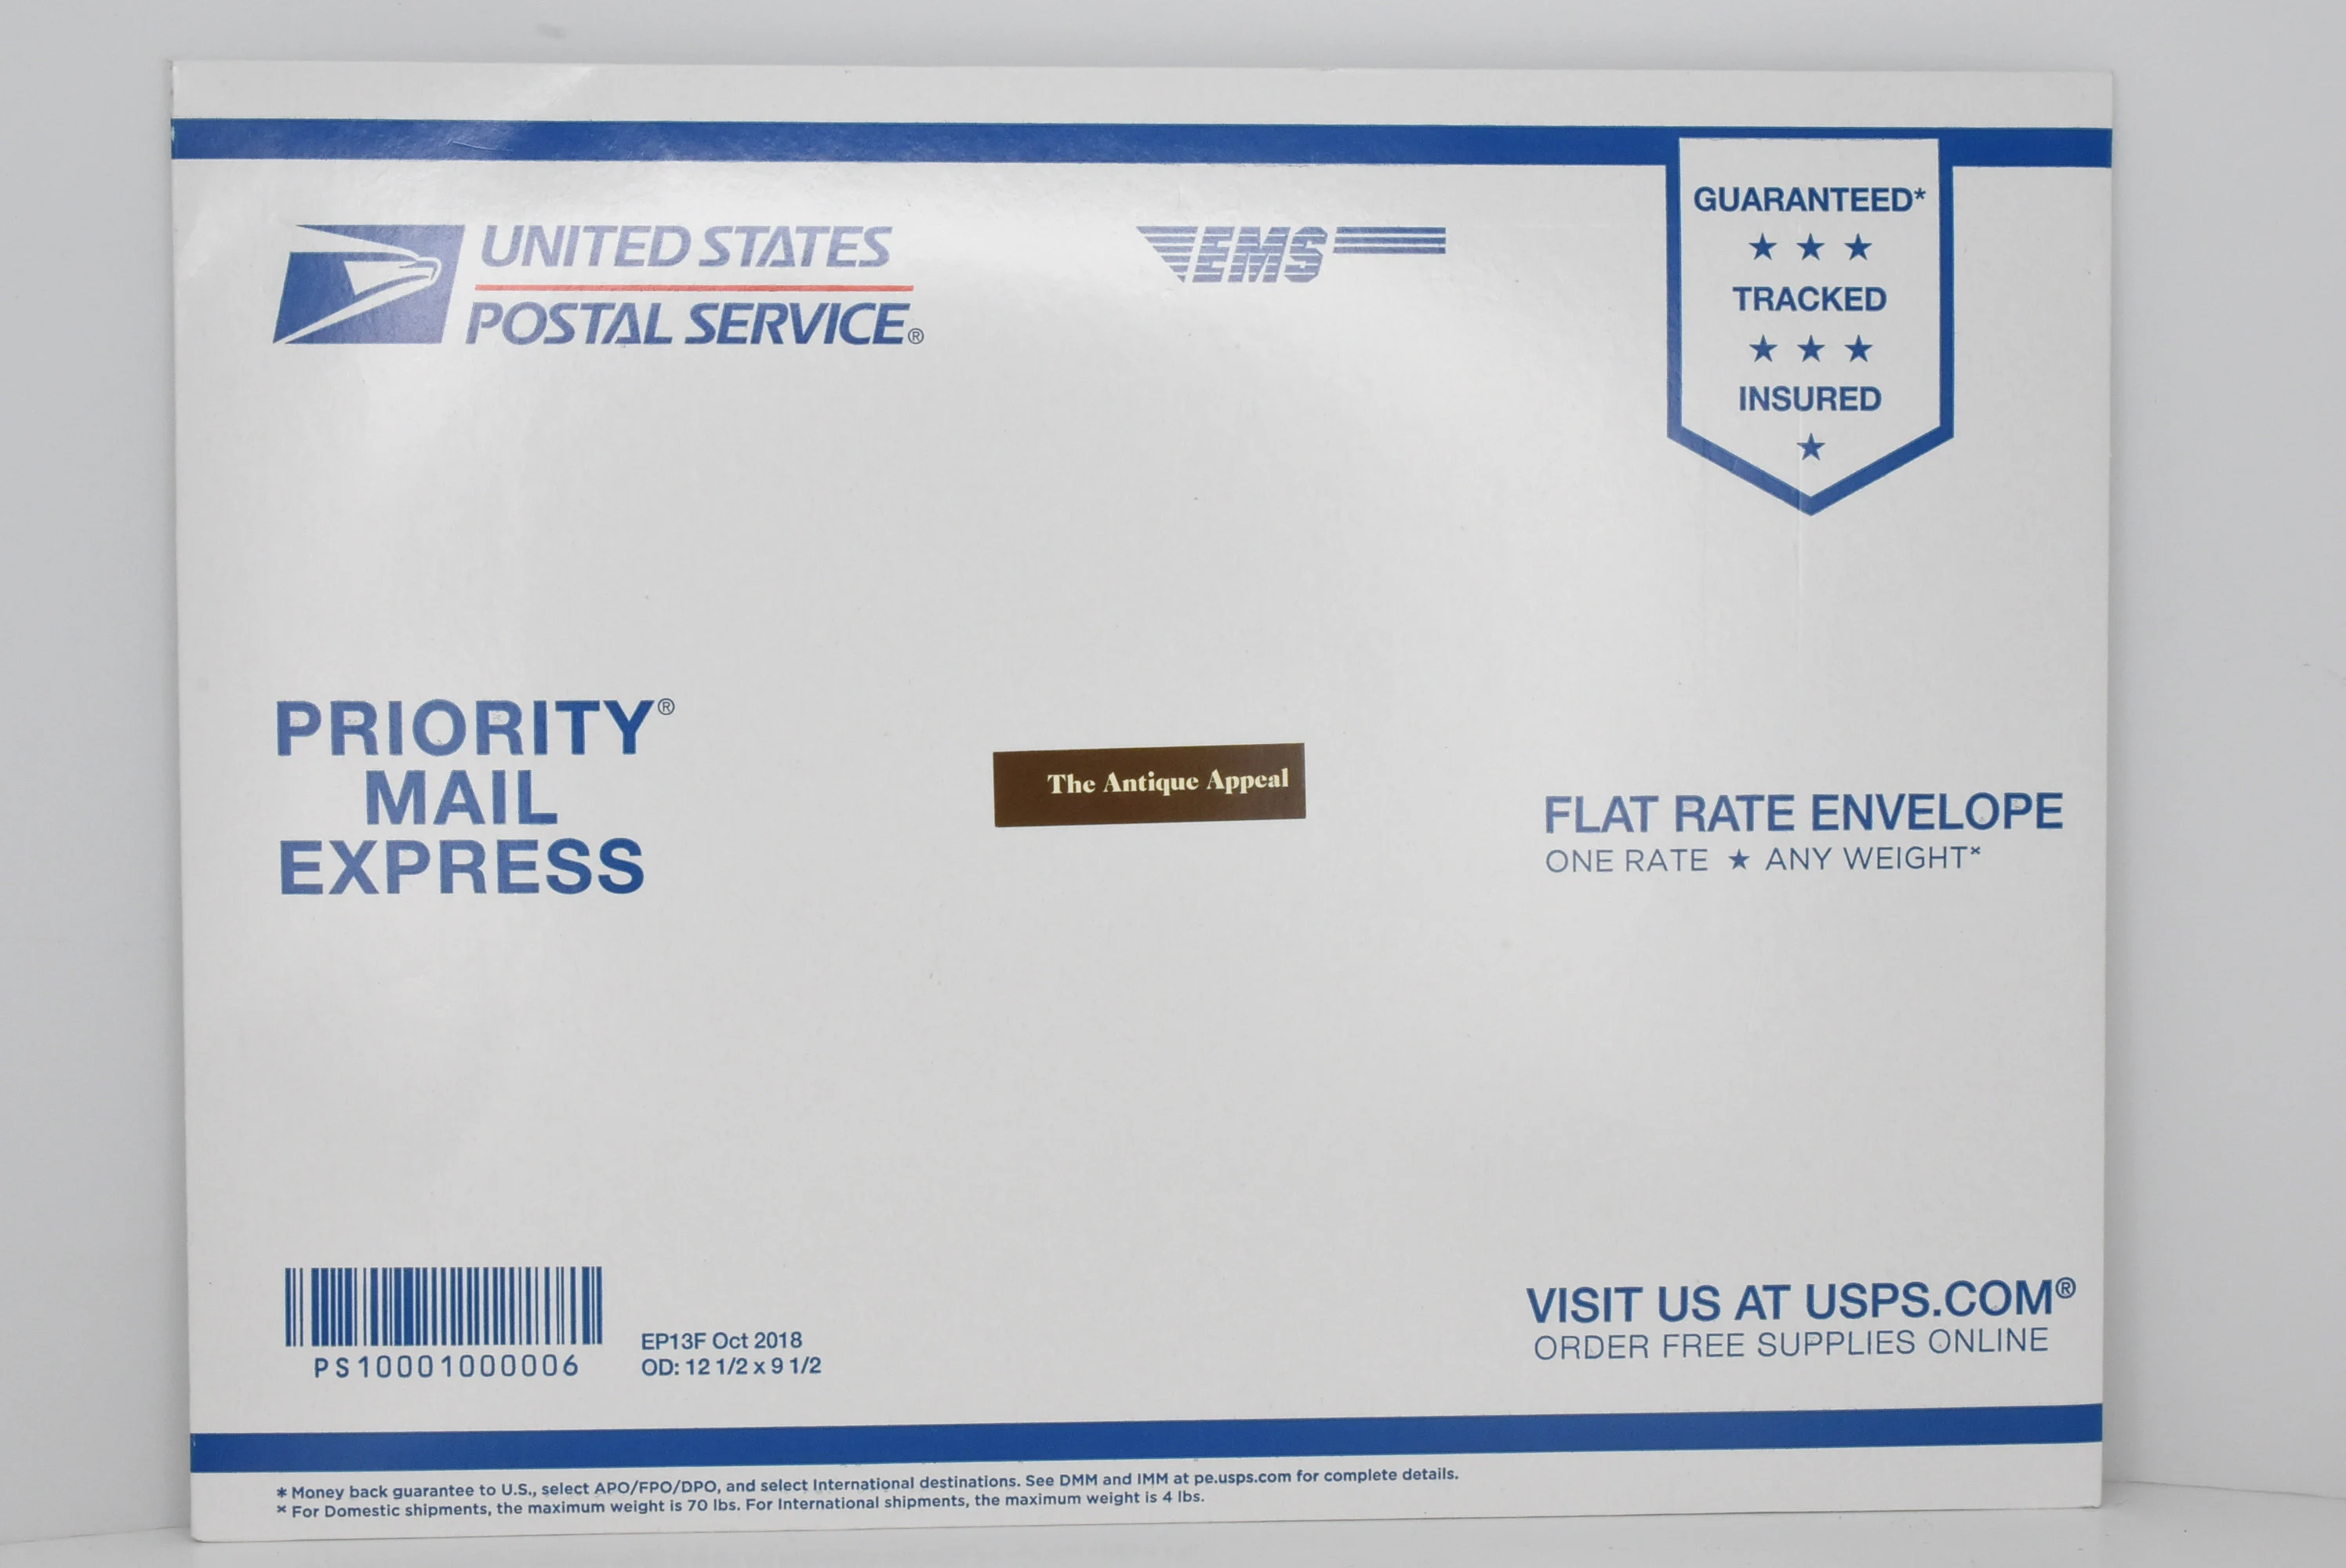 UNITED STATES
POSTAL SERVICE®
EMS
GUARANTEED*
★ ★ ★
TRACKED
★ ★ ★
INSURED
★
PRIORITY®
MAIL
EXPRESS
The Antique Appeal
FLAT RATE ENVELOPE
ONE RATE ★ ANY WEIGHT×
PS10001000006
EP13F Oct 2018
OD: 12 1/2 x 9 1/2
VISIT US AT USPS.COM®
ORDER FREE SUPPLIES ONLINE
* Money back guarantee to U.S., select APO/FPO/DPO, and select International destinations. See DMM and IMM at pe.usps.com for complete details.
× For Domestic shipments, the maximum weight is 70 lbs. For International shipments, the maximum weight is 4 lbs.